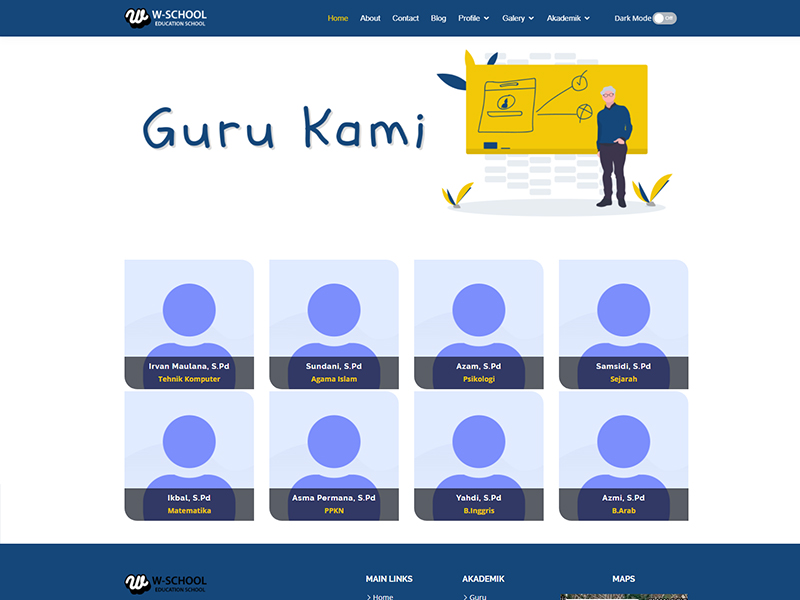 W-SCHOOL
EDUCATION SCHOOL
Home About Contact Blog Profile Galery Akademik Dark Mode Off
Guru Kami
Irvan Maulana, S.Pd
Tehnik Komputer
Sundani, S.Pd
Agama Islam
Azam, S.Pd
Psikologi
Samsidi, S.Pd
Sejarah
Ikbal, S.Pd
Matematika
Asma Permana, S.Pd
PPKN
Yahdi, S.Pd
B.Inggris
Azmi, S.Pd
B.Arab
W-SCHOOL
EDUCATION SCHOOL
MAIN LINKS
Home
AKADEMIK
Guru
MAPS